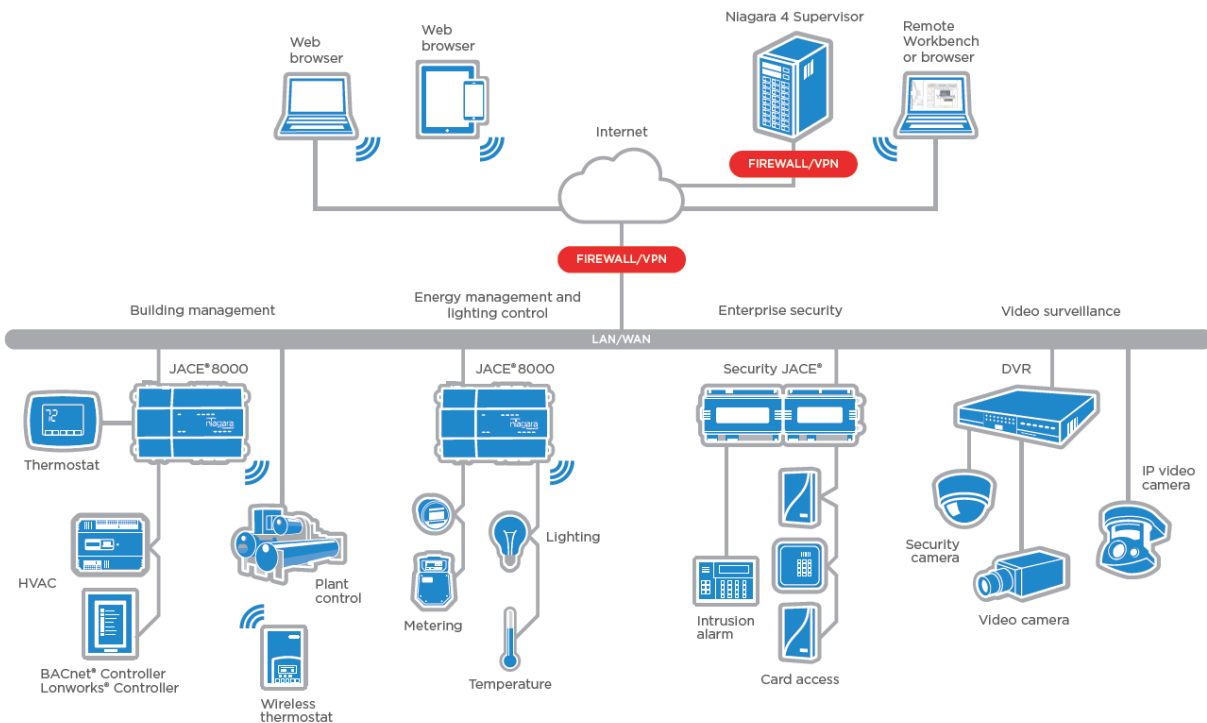 Niagara 4 Supervisor
Web
browser
Web
browser
Remote
Workbench
or browser
Internet
FIREWALL/VPN
FIREWALL/VPN
Building management
Energy management and
lighting control
Enterprise security
Video surveillance
LAN/WAN
JACE® 8000
JACE® 8000
Security JACE®
DVR
72
Niagara
Niagara
Thermostat
IP video
camera
Lighting
Security
camera
HVAC
Plant
control
Metering
Intrusion
alarm
Video camera
BACnet® Controller
Lonworks® Controller
Temperature
Card access
Wireless
thermostat